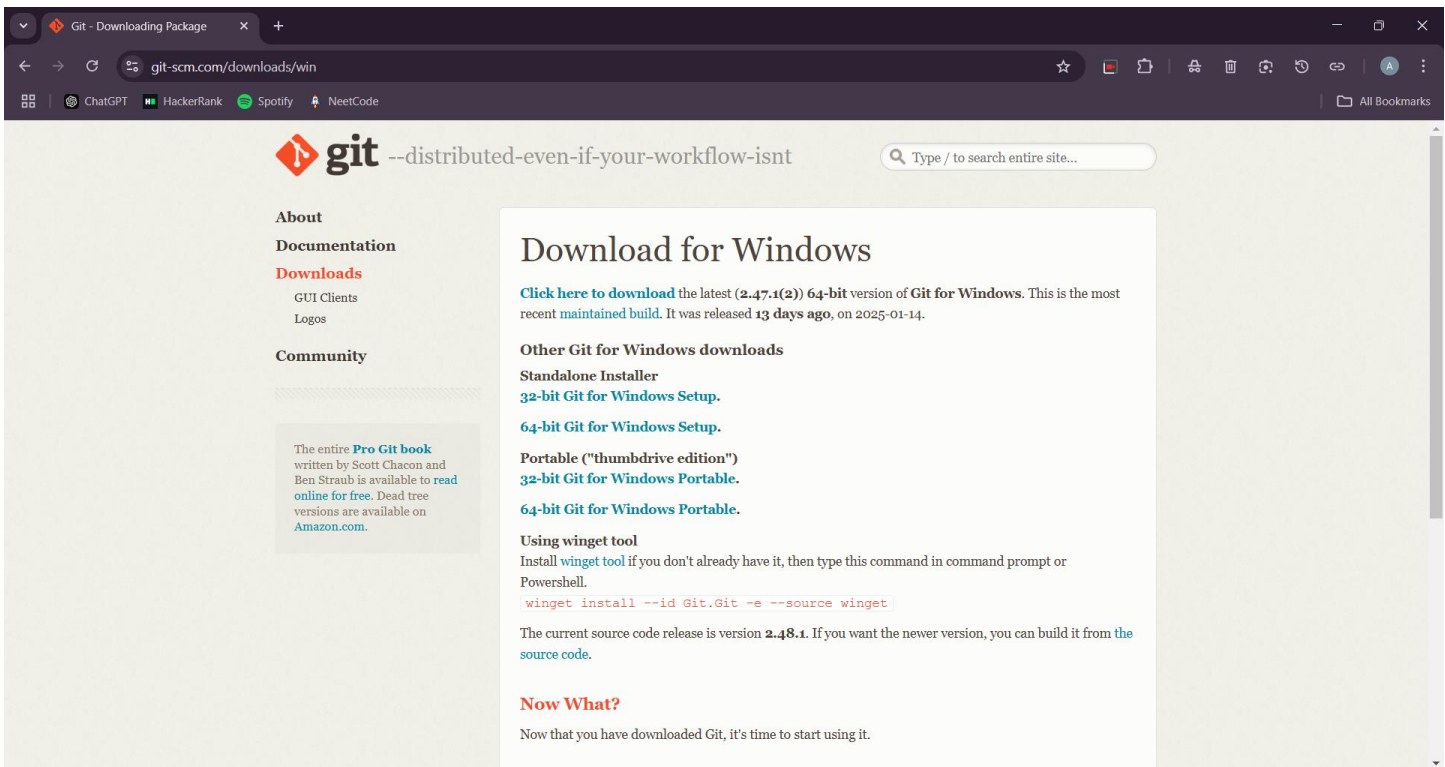 Git - Downloading Package
git-scm.com/downloads/win
A
ChatGPT
HackerRank
Spotify
NeetCode
All Bookmarks
git --distributed-even-if-your-workflow-isnt
Type / to search entire site...
About
Documentation
Downloads
GUI Clients
Logos
Community
The entire Pro Git book
written by Scott Chacon and
Ben Straub is available to read
online for free. Dead tree
versions are available on
Amazon.com.
Download for Windows
Click here to download the latest (2.47.1(2)) 64-bit version of Git for Windows. This is the most
recent maintained build. It was released 13 days ago, on 2025-01-14.
Other Git for Windows downloads
Standalone Installer
32-bit Git for Windows Setup.
64-bit Git for Windows Setup.
Portable ("thumbdrive edition")
32-bit Git for Windows Portable.
64-bit Git for Windows Portable.
Using winget tool
Install winget tool if you don't already have it, then type this command in command prompt or
Powershell.
winget install --id Git.Git -e --source winget
The current source code release is version 2.48.1. If you want the newer version, you can build it from the
source code.
Now What?
Now that you have downloaded Git, it's time to start using it.